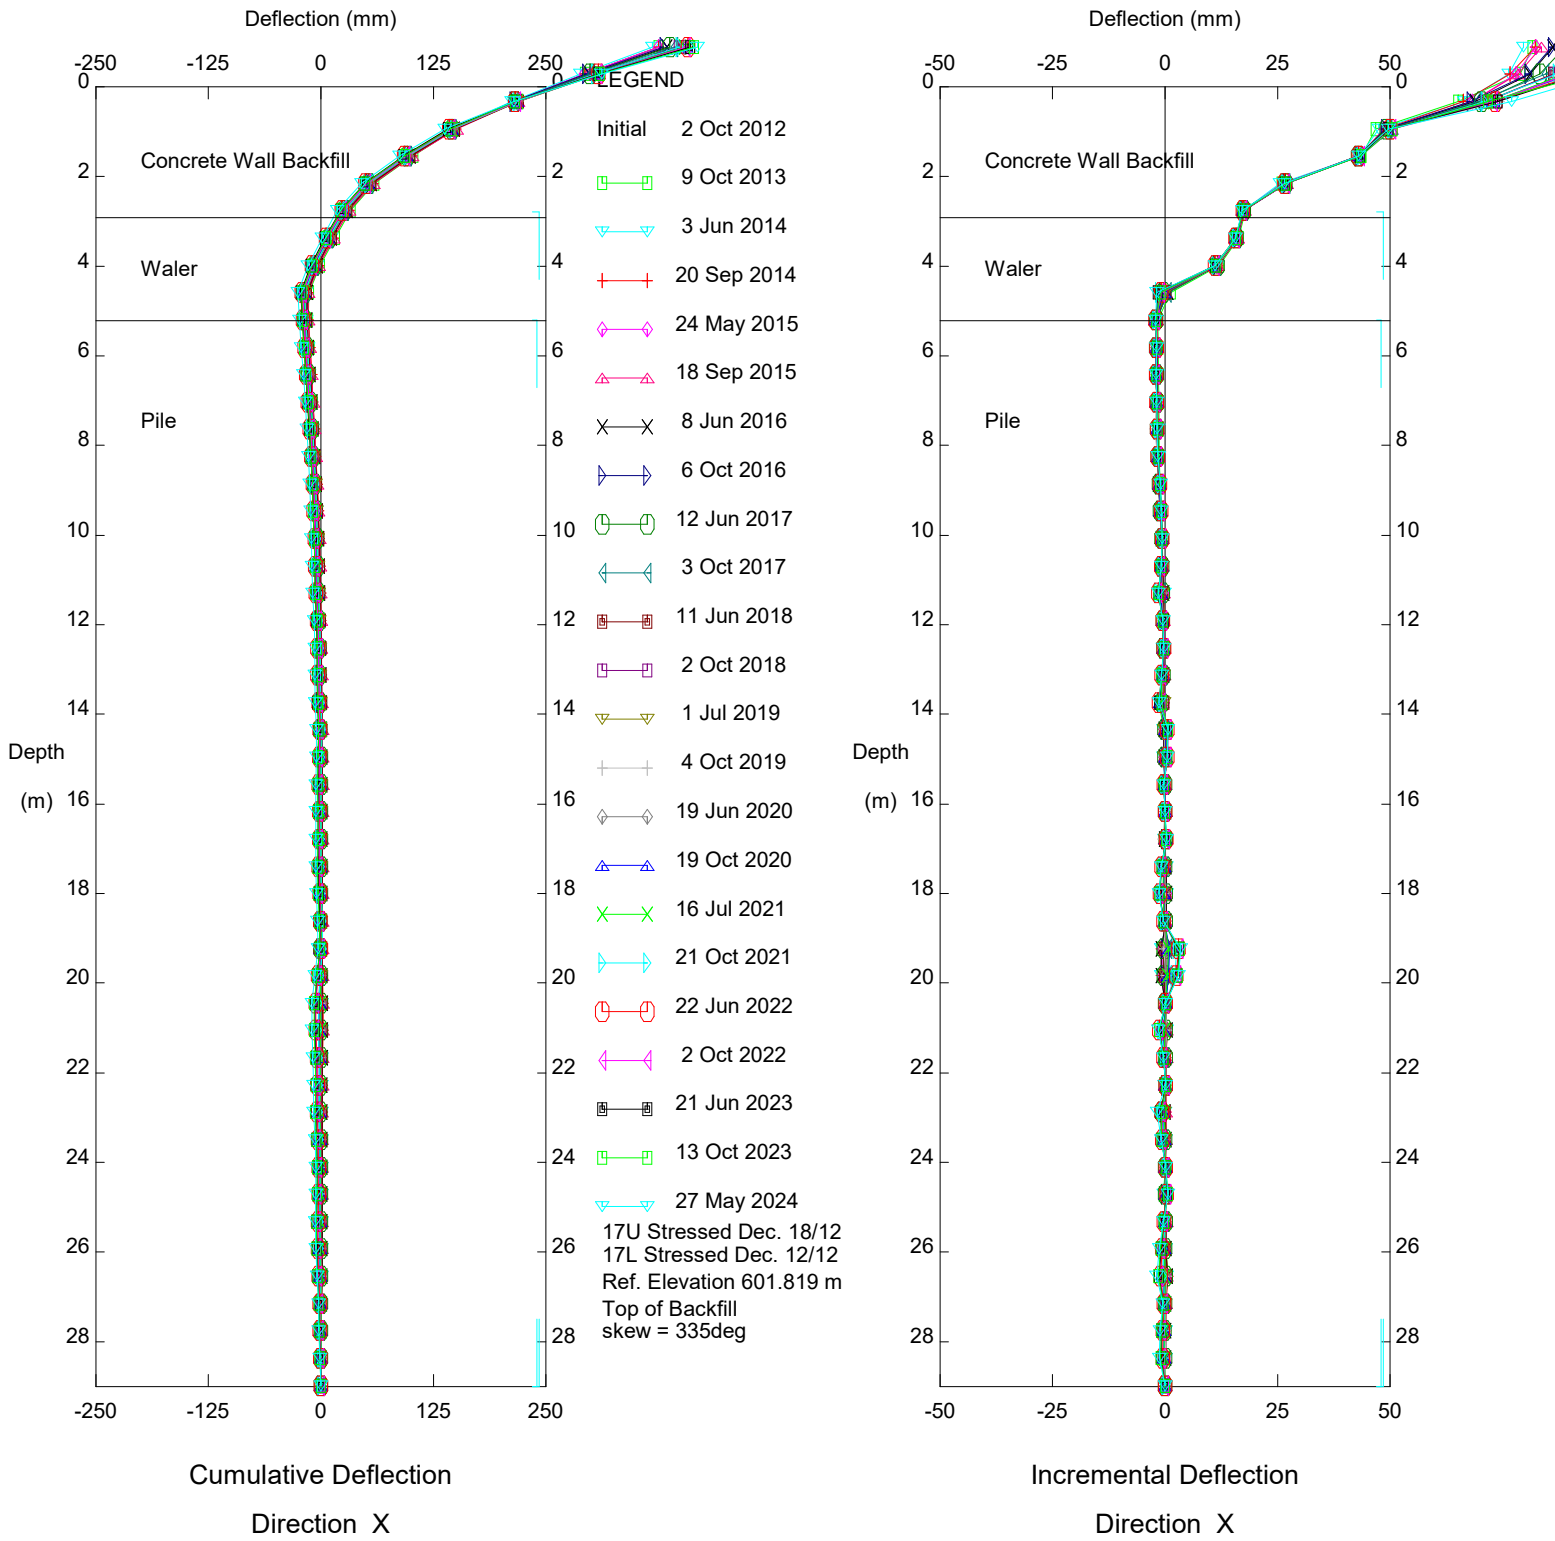 Deflection (mm)
-250 -125 0 125 250
0 0
2 2
4 4
6 6
8 8
10 10
12 12
14 14
16 16
18 18
20 20
22 22
24 24
26 26
28 28
Depth
(m)
Concrete Wall Backfill
Waler
Pile
-250 -125 0 125 250
Cumulative Deflection
Direction X
LEGEND
Initial 2 Oct 2012
9 Oct 2013
3 Jun 2014
20 Sep 2014
24 May 2015
18 Sep 2015
8 Jun 2016
6 Oct 2016
12 Jun 2017
3 Oct 2017
11 Jun 2018
2 Oct 2018
1 Jul 2019
4 Oct 2019
19 Jun 2020
19 Oct 2020
16 Jul 2021
21 Oct 2021
22 Jun 2022
2 Oct 2022
21 Jun 2023
13 Oct 2023
27 May 2024
17U Stressed Dec. 18/12
17L Stressed Dec. 12/12
Ref. Elevation 601.819 m
Top of Backfill
skew = 335deg
Deflection (mm)
-50 -25 0 25 50
0 0
2 2
4 4
6 6
8 8
10 10
12 12
14 14
16 16
18 18
20 20
22 22
24 24
26 26
28 28
Depth
(m)
Concrete Wall Backfill
Waler
Pile
-50 -25 0 25 50
Incremental Deflection
Direction X